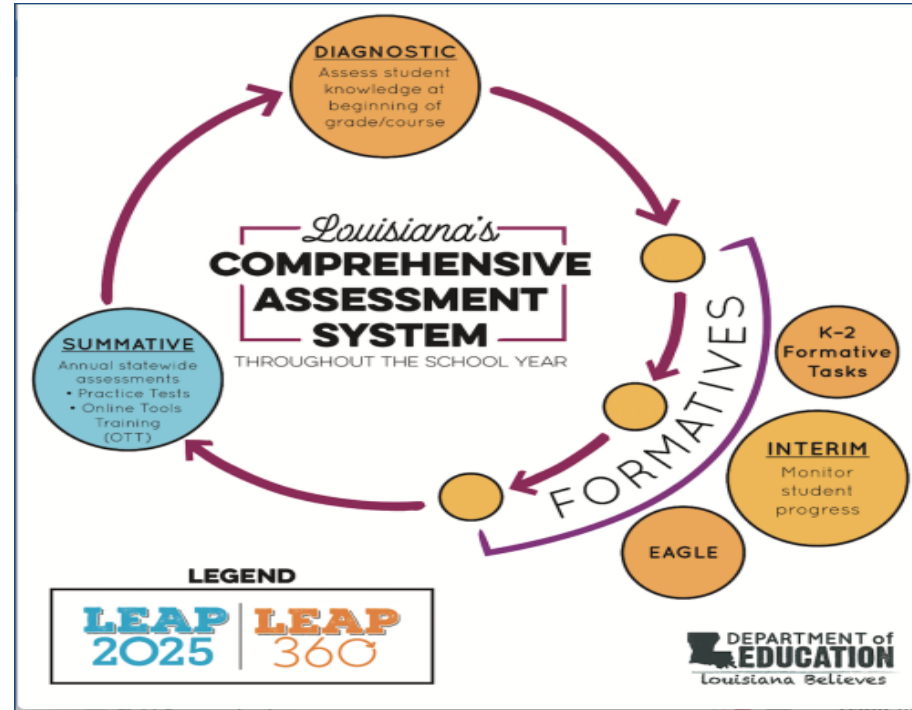 DIAGNOSTIC
Assess student
knowledge at
beginning of
grade/course
Louisiana's
COMPREHENSIVE
ASSESSMENT
SYSTEM
THROUGHOUT THE SCHOOL YEAR
SUMMATIVE
Annual statewide
assessments
• Practice Tests
• Online Tools
Training
(OTT)
FORMATIVES
K-2
Formative
Tasks
INTERIM
Monitor
student
progress
EAGLE
LEGEND
LEAP
2025
LEAP
360
DEPARTMENT of
EDUCATION
Louisiana Believes